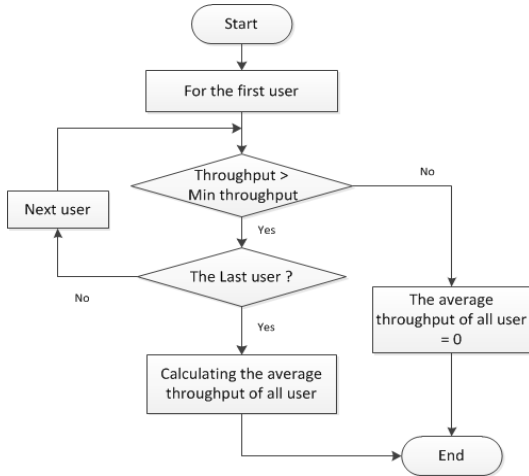 Start
For the first user
Throughput >
Min throughput
No
Next user
Yes
The Last user ?
No
Yes
The average
throughput of all user
= 0
Calculating the average
throughput of all user
End